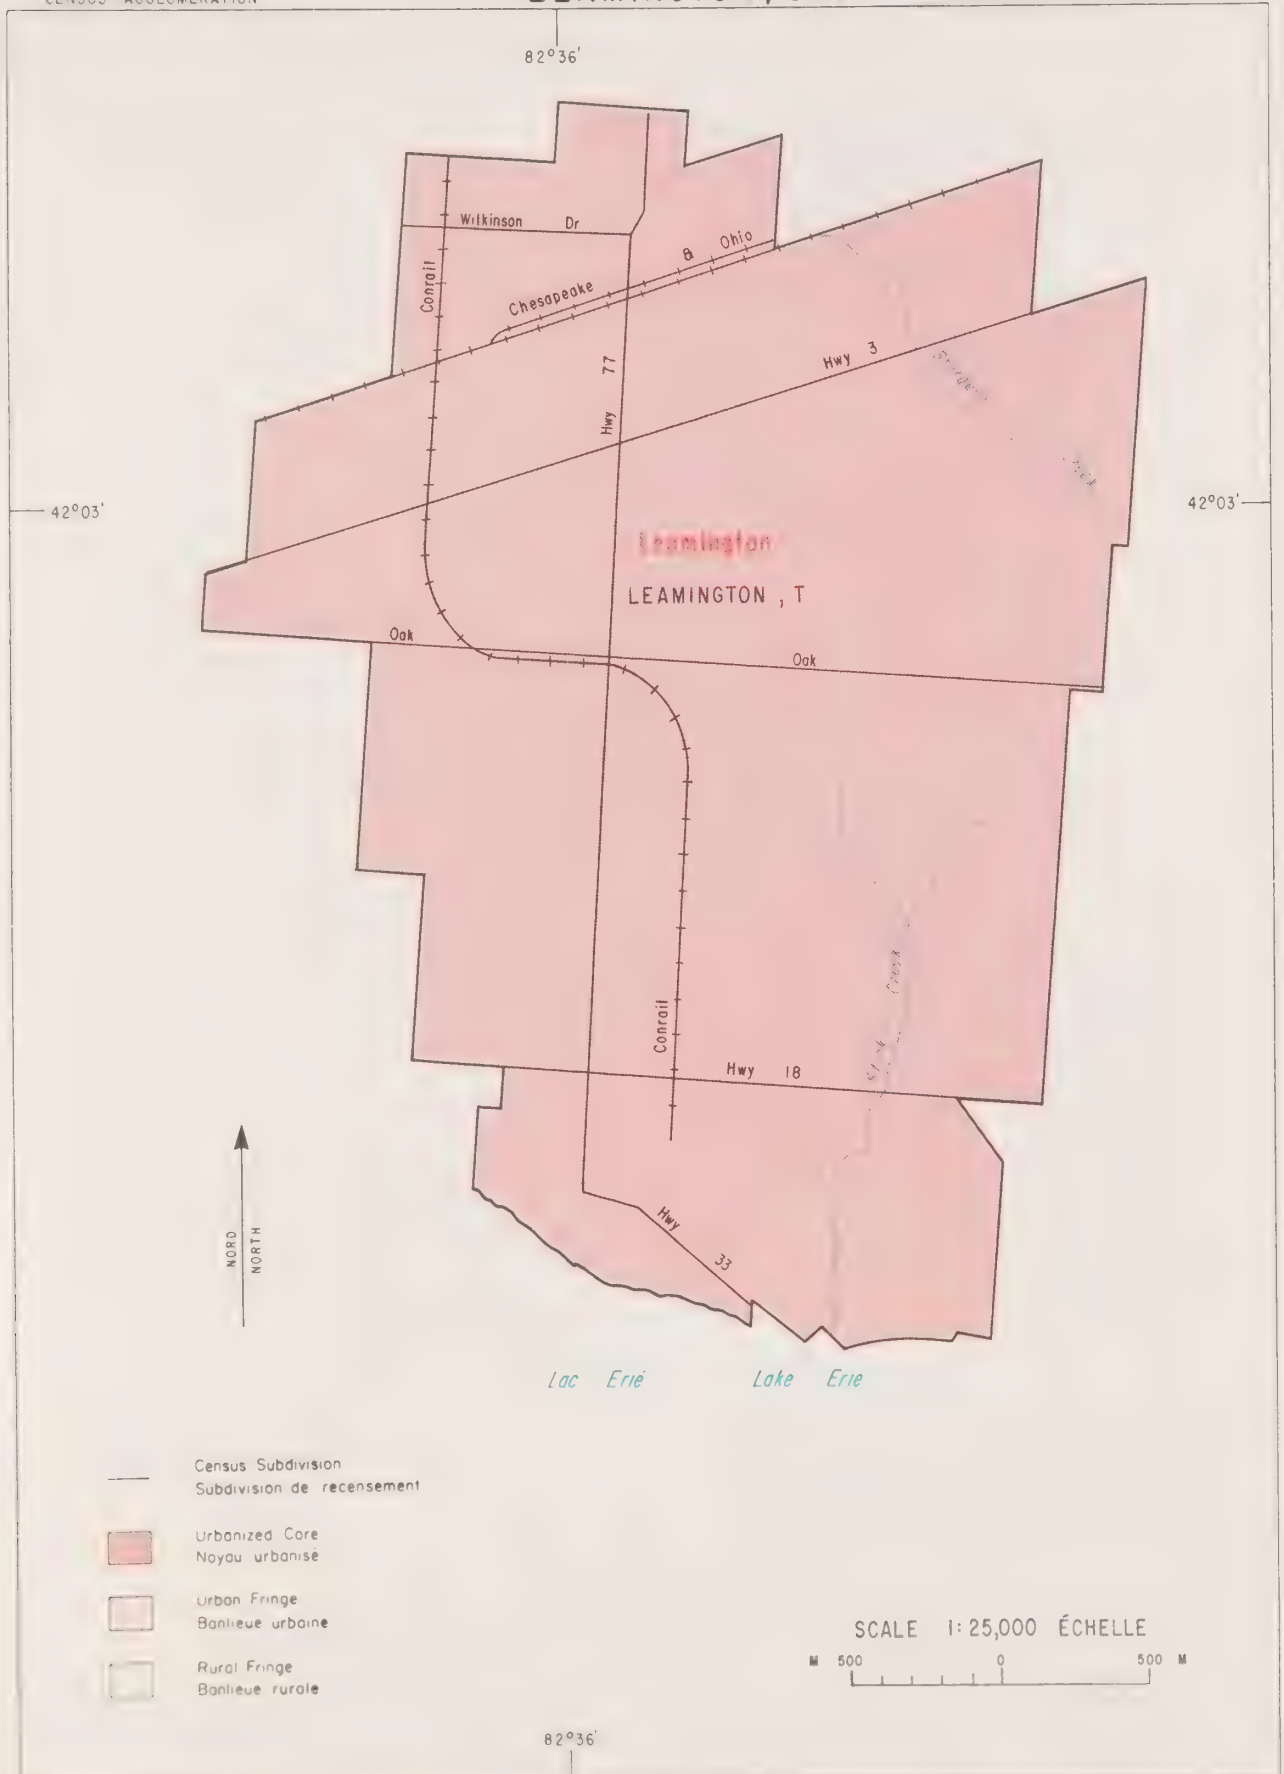 82°36'
Wilkinson Dr
Conrail
Chesapeake & Ohio
Hwy 77
Hwy 3
42°03'
42°03'
Leamington
LEAMINGTON , T
Oak
Oak
Creek
Conrail
Hwy 18
Hwy 33
NORD
NORTH
Lac Erié Lake Erie
Census Subdivision
Subdivision de recensement
Urbanized Core
Noyau urbanisé
Urban Fringe
Banlieue urbaine
Rural Fringe
Banlieue rurale
SCALE 1:25,000 ÉCHELLE
M 500 0 500 M
82°36'